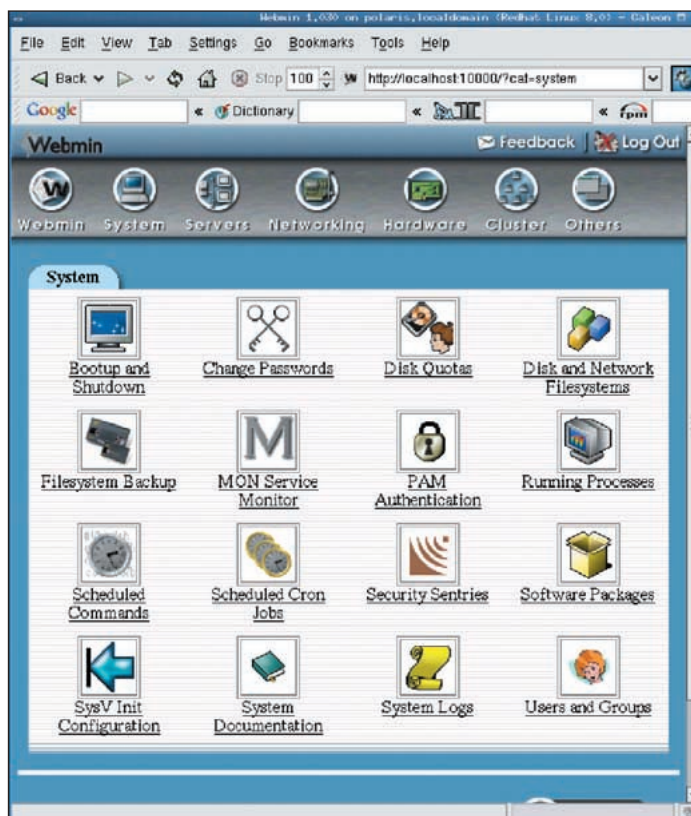 Webmin 1.030 on polaris.localdomain (Redhat Linux 8.0) - Galeon
File Edit View Tab Settings Go Bookmarks Tools Help
Back Stop 100 http://localhost:10000/?cat=system
Google « Dictionary « « rpm
Webmin Feedback | Log Out
W
Webmin System Servers Networking Hardware Cluster Others
System
Bootup and Shutdown
Change Passwords
Disk Quotas
Disk and Network Filesystems
Filesystem Backup
M
MON Service Monitor
PAM Authentication
Running Processes
Scheduled Commands
Scheduled Cron Jobs
Security Sentries
Software Packages
SysV Init Configuration
System Documentation
System Logs
Users and Groups